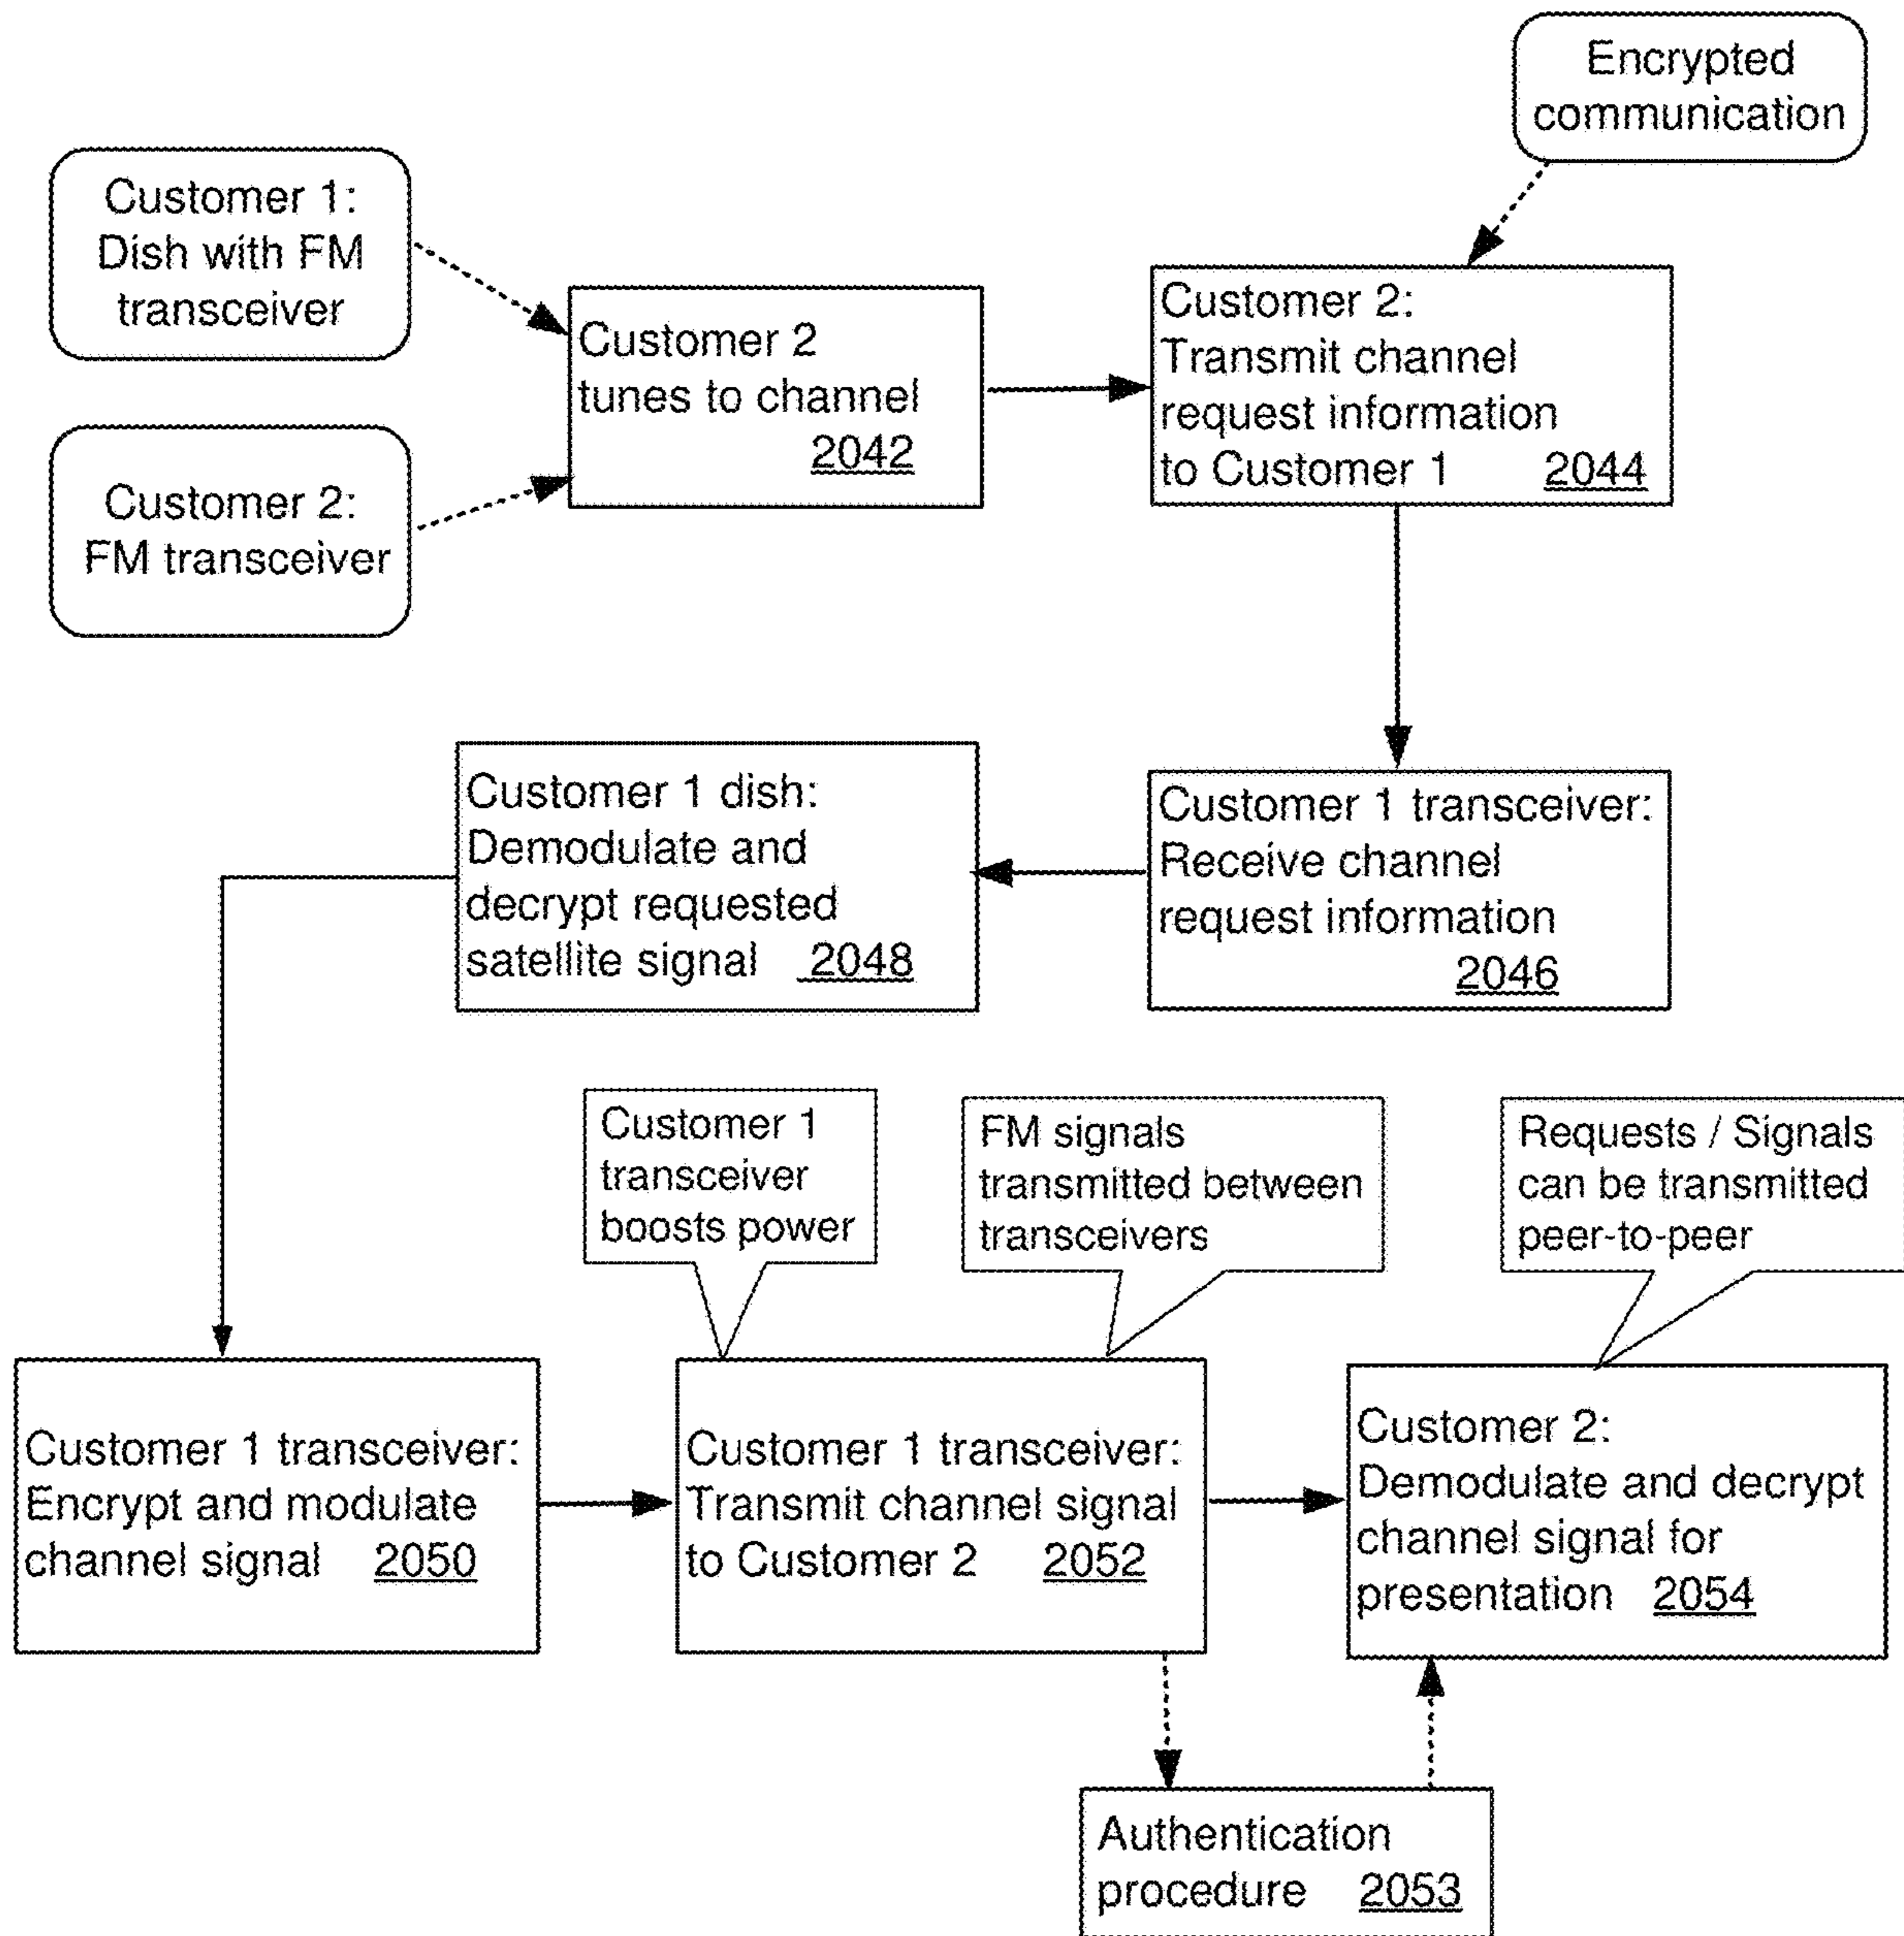 Encrypted
communication
Customer 1:
Dish with FM
transceiver
Customer 2:
FM transceiver
Customer 2
tunes to channel
2042
Customer 2:
Transmit channel
request information
to Customer 1 2044
Customer 1 transceiver:
Receive channel
request information
2046
Customer 1 dish:
Demodulate and
decrypt requested
satellite signal 2048
Customer 1
transceiver
boosts power
FM signals
transmitted between
transceivers
Requests / Signals
can be transmitted
peer-to-peer
Customer 1 transceiver:
Encrypt and modulate
channel signal 2050
Customer 1 transceiver:
Transmit channel signal
to Customer 2 2052
Customer 2:
Demodulate and decrypt
channel signal for
presentation 2054
Authentication
procedure 2053